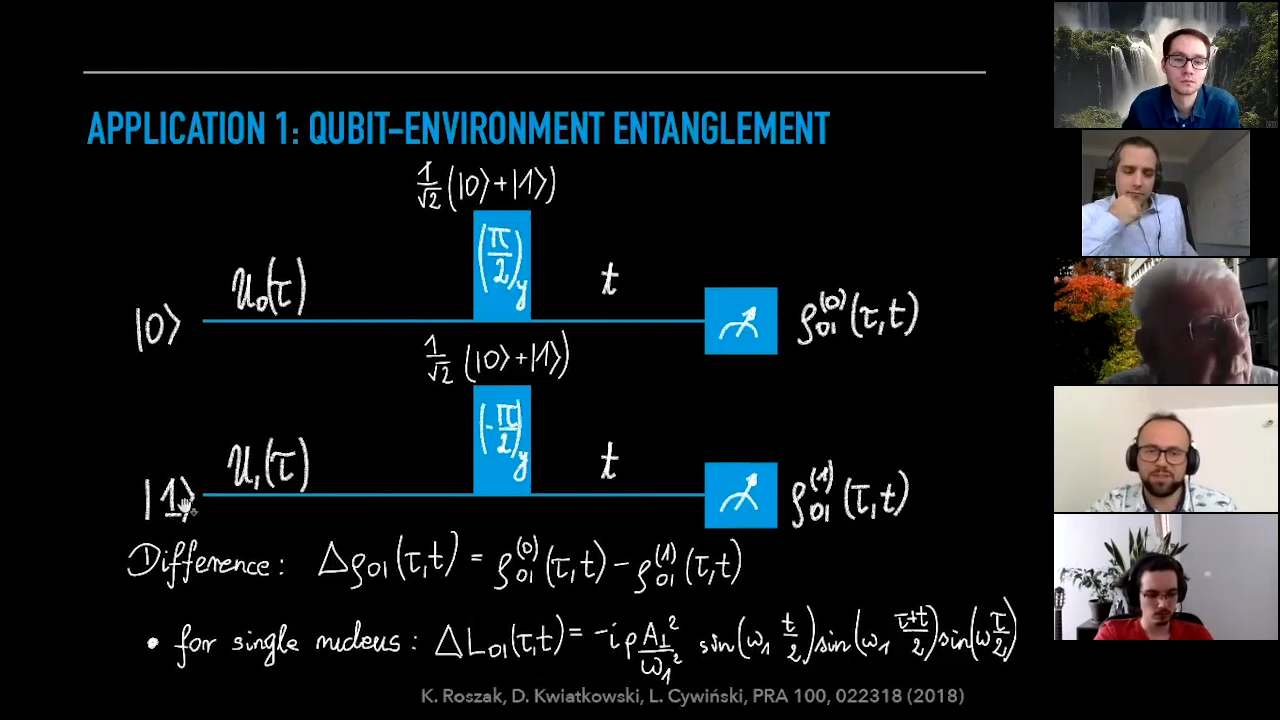 APPLICATION 1: QUBIT-ENVIRONMENT ENTANGLEMENT
1/√2 (|0⟩+|1⟩)
(π/2)y
|0⟩ U₀(τ) t ρ₀₁⁽⁰⁾(τ,t)
1/√2 (|0⟩+|1⟩)
(-π/2)y
|1⟩ U₁(τ) t ρ₀₁⁽¹⁾(τ,t)
Difference: Δρ₀₁(τ,t) = ρ₀₁⁽⁰⁾(τ,t) - ρ₀₁⁽¹⁾(τ,t)
• for single nucleus: ΔL₀₁(τ,t) = -i p A⊥²/ω₁² sin(ω₁ t/2) sin(ω₁ (τ+t)/2) sin(ω τ/2)
K. Roszak, D. Kwiatkowski, L. Cywiński, PRA 100, 022318 (2018)